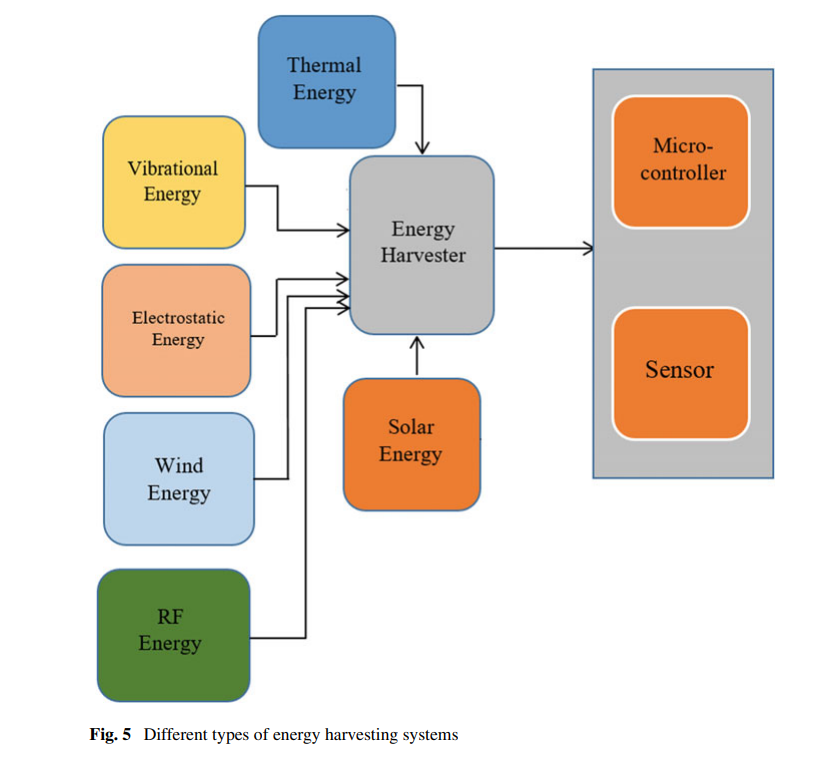 Thermal
Energy
Vibrational
Energy
Micro-
controller
Energy
Harvester
Electrostatic
Energy
Sensor
Solar
Energy
Wind
Energy
RF
Energy
Fig. 5 Different types of energy harvesting systems